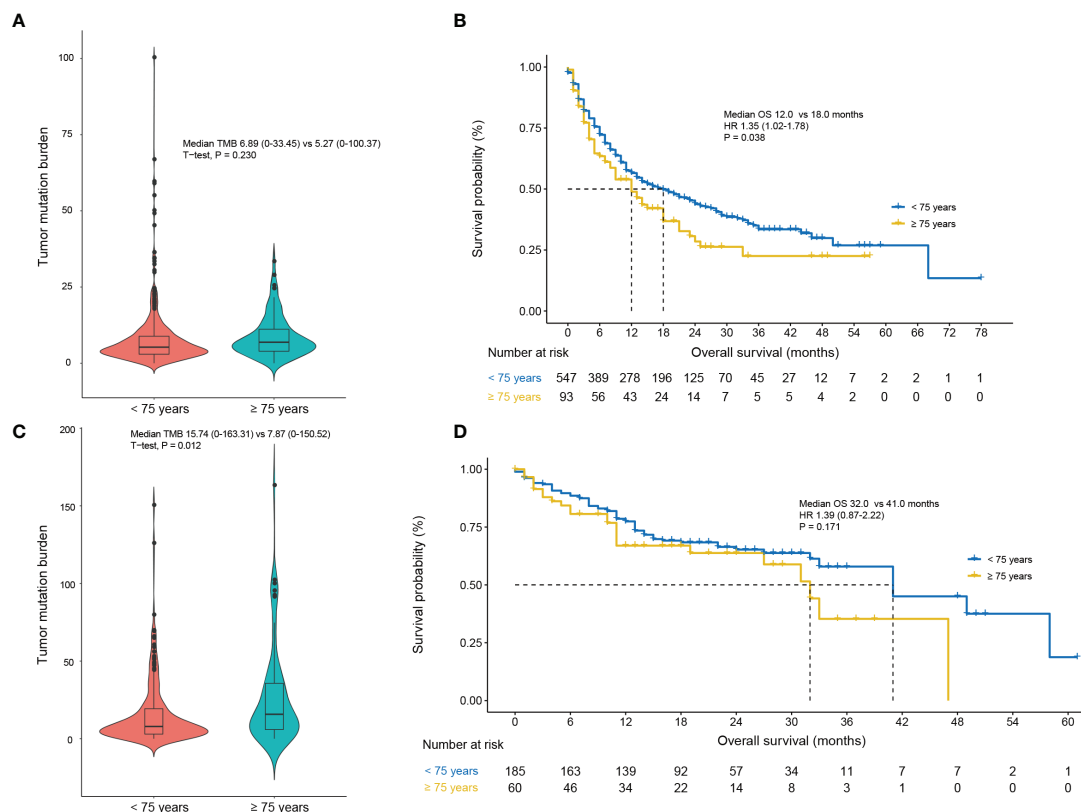 A
Tumor mutation burden
100
75
50
25
0
Median TMB 6.89 (0-33.45) vs 5.27 (0-100.37)
T-test, P = 0.230
< 75 years
≥ 75 years
B
Survival probability (%)
1.00
0.75
0.50
0.25
0.00
Median OS 12.0 vs 18.0 months
HR 1.35 (1.02-1.78)
P = 0.038
< 75 years
≥ 75 years
0 6 12 18 24 30 36 42 48 54 60 66 72 78
Number at risk
Overall survival (months)
< 75 years 547 389 278 196 125 70 45 27 12 7 2 2 1 1
≥ 75 years 93 56 43 24 14 7 5 5 4 2 0 0 0 0
C
Tumor mutation burden
200
150
100
50
0
Median TMB 15.74 (0-163.31) vs 7.87 (0-150.52)
T-test, P = 0.012
< 75 years
≥ 75 years
D
Survival probability (%)
1.00
0.75
0.50
0.25
0.00
Median OS 32.0 vs 41.0 months
HR 1.39 (0.87-2.22)
P = 0.171
< 75 years
≥ 75 years
0 6 12 18 24 30 36 42 48 54 60
Number at risk
Overall survival (months)
< 75 years 185 163 139 92 57 34 11 7 7 2 1
≥ 75 years 60 46 34 22 14 8 3 1 0 0 0